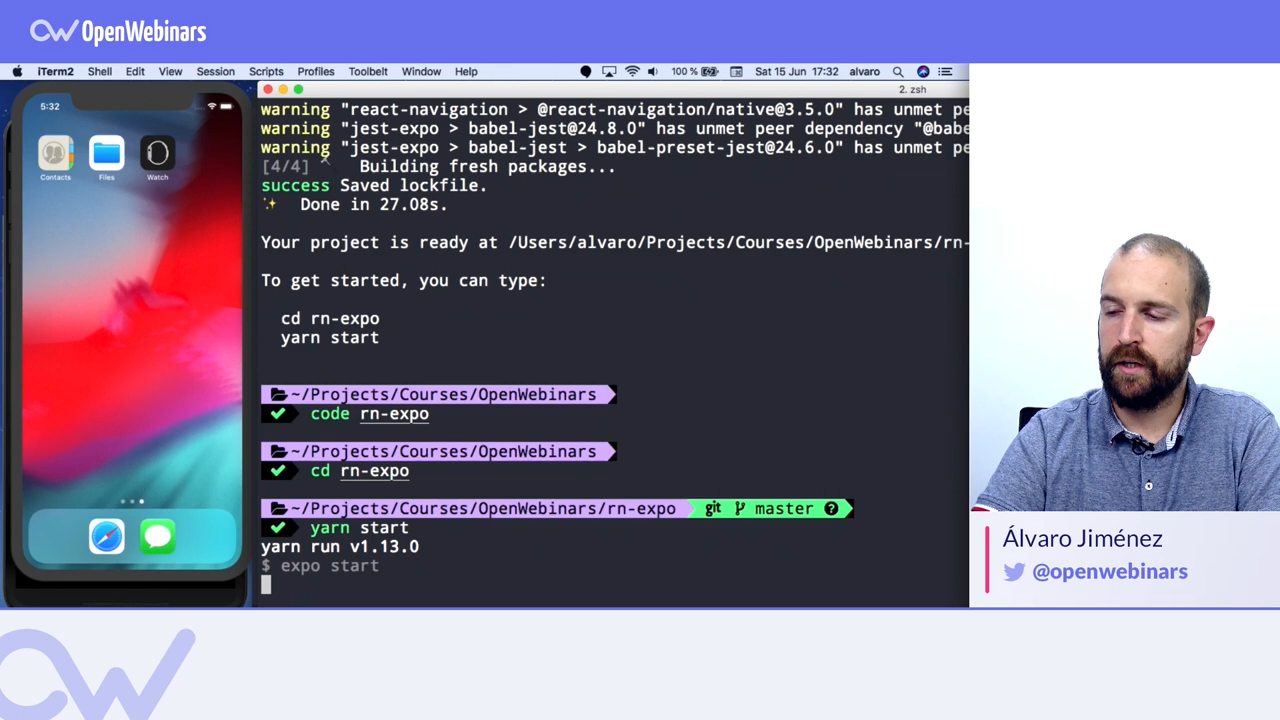 OpenWebinars
iTerm2 Shell Edit View Session Scripts Profiles Toolbelt Window Help 100 % Sat 15 Jun 17:32 alvaro
2. zsh
5:32
Contacts Files Watch
warning "react-navigation > @react-navigation/native@3.5.0" has unmet pe
warning "jest-expo > babel-jest@24.8.0" has unmet peer dependency "@babe
warning "jest-expo > babel-jest > babel-preset-jest@24.6.0" has unmet pe
[4/4] Building fresh packages...
success Saved lockfile.
✨ Done in 27.08s.
Your project is ready at /Users/alvaro/Projects/Courses/OpenWebinars/rn-
To get started, you can type:
cd rn-expo
yarn start
~/Projects/Courses/OpenWebinars
✔ code rn-expo
~/Projects/Courses/OpenWebinars
✔ cd rn-expo
~/Projects/Courses/OpenWebinars/rn-expo git master ?
✔ yarn start
yarn run v1.13.0
$ expo start
Álvaro Jiménez
@openwebinars